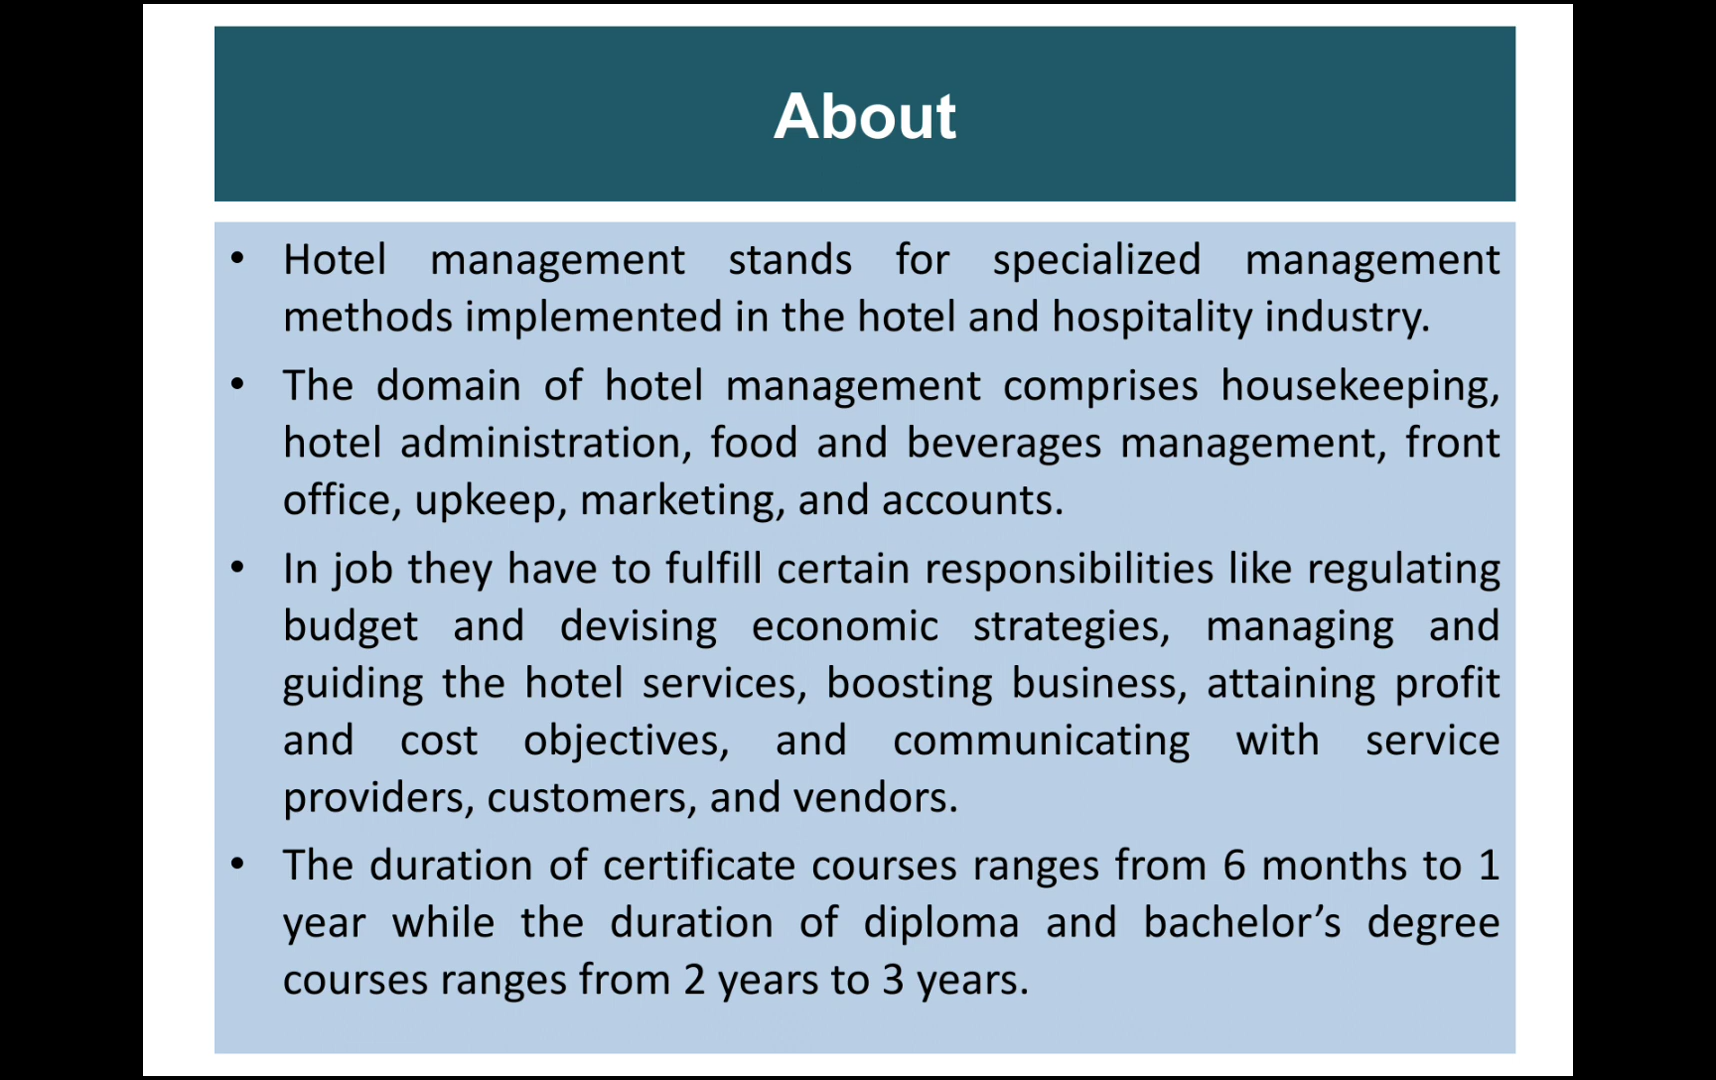 About
• Hotel management stands for specialized management
methods implemented in the hotel and hospitality industry.
• The domain of hotel management comprises housekeeping,
hotel administration, food and beverages management, front
office, upkeep, marketing, and accounts.
• In job they have to fulfill certain responsibilities like regulating
budget and devising economic strategies, managing and
guiding the hotel services, boosting business, attaining profit
and cost objectives, and communicating with service
providers, customers, and vendors.
• The duration of certificate courses ranges from 6 months to 1
year while the duration of diploma and bachelor’s degree
courses ranges from 2 years to 3 years.